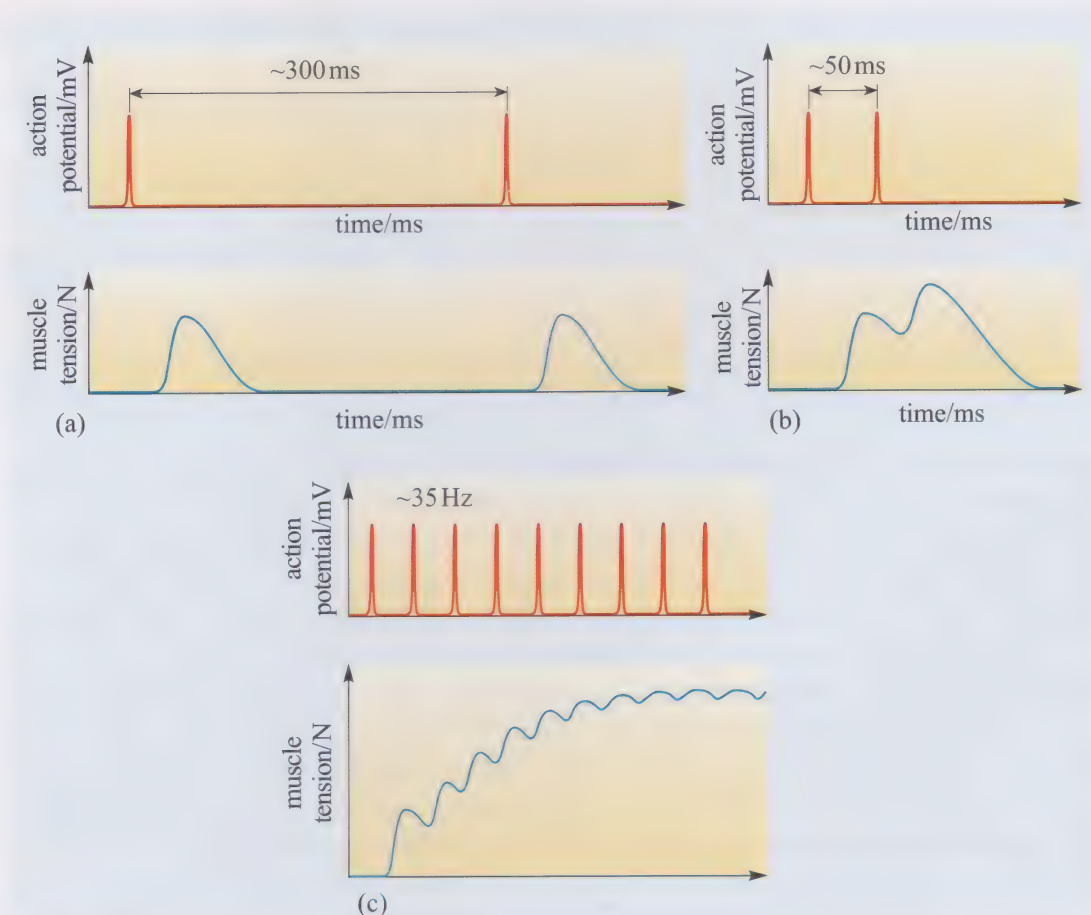 ~300 ms
action
potential/mV
time/ms
muscle
tension/N
(a)
time/ms
~50 ms
action
potential/mV
time/ms
muscle
tension/N
(b)
time/ms
~35 Hz
action
potential/mV
muscle
tension/N
(c)